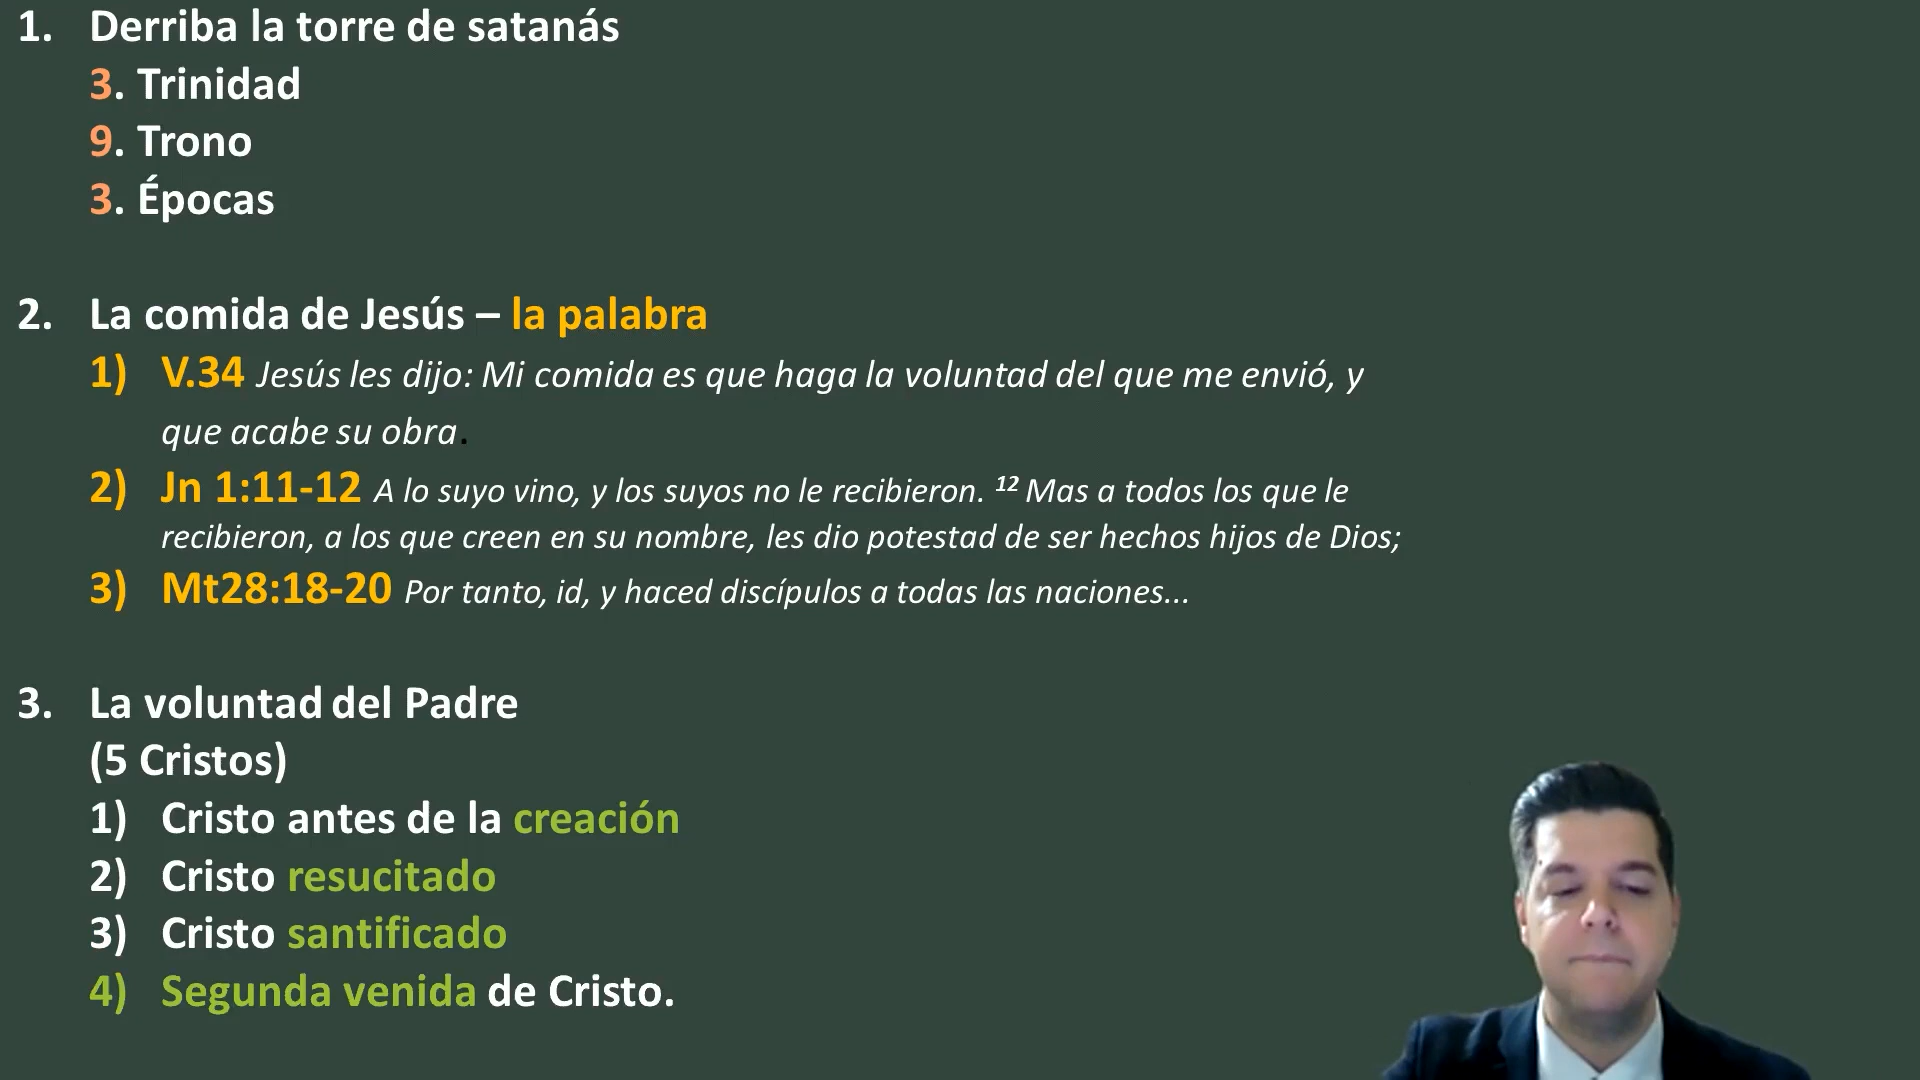 1. Derriba la torre de satanás
3. Trinidad
9. Trono
3. Épocas
2. La comida de Jesús – la palabra
1) V.34 Jesús les dijo: Mi comida es que haga la voluntad del que me envió, y
que acabe su obra.
2) Jn 1:11-12 A lo suyo vino, y los suyos no le recibieron. ¹² Mas a todos los que le
recibieron, a los que creen en su nombre, les dio potestad de ser hechos hijos de Dios;
3) Mt28:18-20 Por tanto, id, y haced discípulos a todas las naciones...
3. La voluntad del Padre
(5 Cristos)
1) Cristo antes de la creación
2) Cristo resucitado
3) Cristo santificado
4) Segunda venida de Cristo.